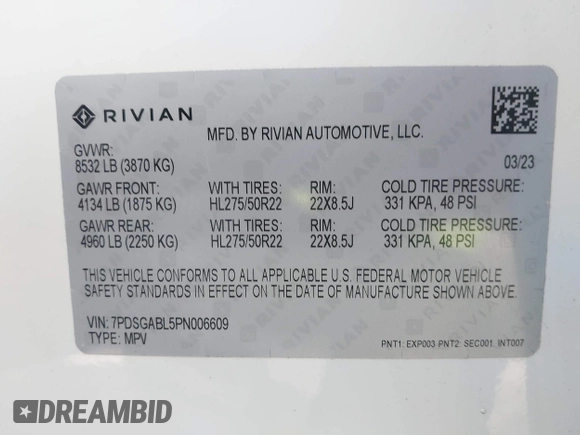 RIVIAN
MFD. BY RIVIAN AUTOMOTIVE, LLC.
GVWR:
8532 LB (3870 KG)
03/23
GAWR FRONT: WITH TIRES: RIM: COLD TIRE PRESSURE:
4134 LB (1875 KG) HL275/50R22 22X8.5J 331 KPA, 48 PSI
GAWR REAR: WITH TIRES: RIM: COLD TIRE PRESSURE:
4960 LB (2250 KG) HL275/50R22 22X8.5J 331 KPA, 48 PSI
THIS VEHICLE CONFORMS TO ALL APPLICABLE U.S. FEDERAL MOTOR VEHICLE
SAFETY STANDARDS IN EFFECT ON THE DATE OF MANUFACTURE SHOWN ABOVE.
VIN: 7PDSGABL5PN006609
TYPE: MPV
PNT1: EXP003 PNT2: SEC001 INT007
DREAMBID